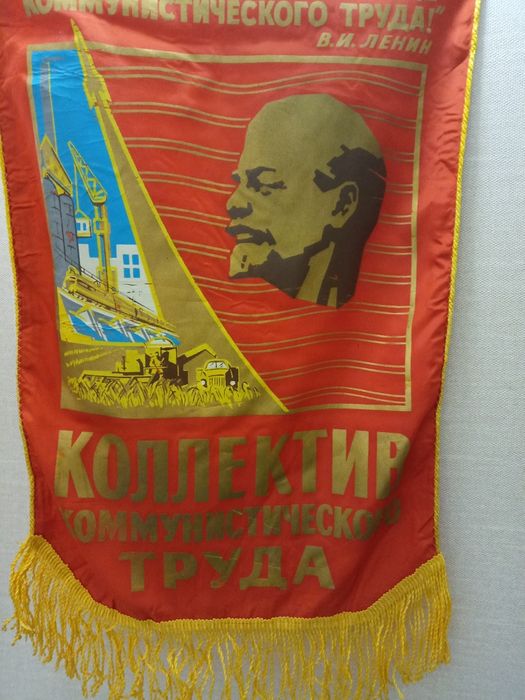 КОММУНИСТИЧЕСКОГО ТРУДА!"
В.И. ЛЕНИН
КОЛЛЕКТИВ
КОММУНИСТИЧЕСКОГО
ТРУДА